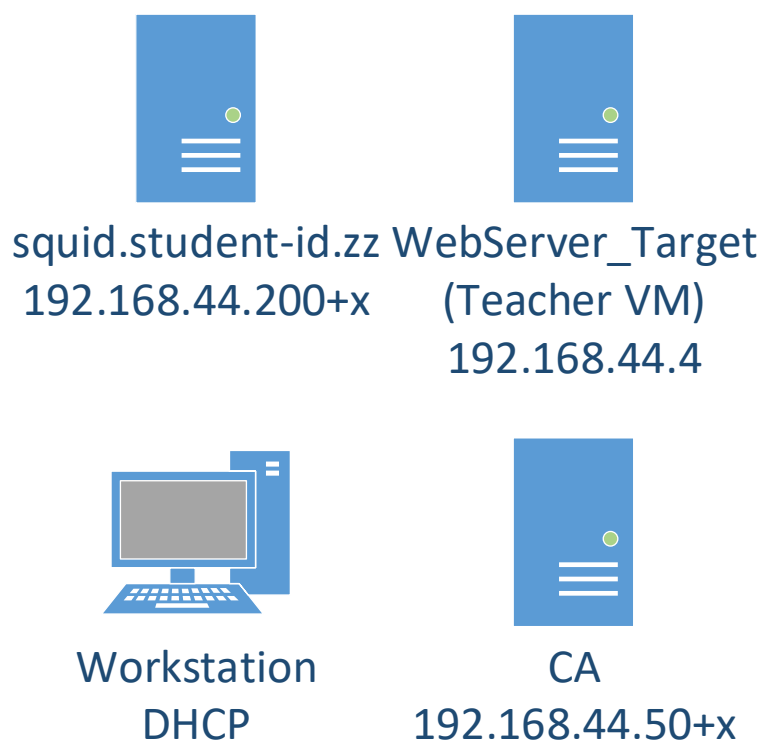 squid.student-id.zz
192.168.44.200+x
WebServer_Target
(Teacher VM)
192.168.44.4
Workstation
DHCP
CA
192.168.44.50+x